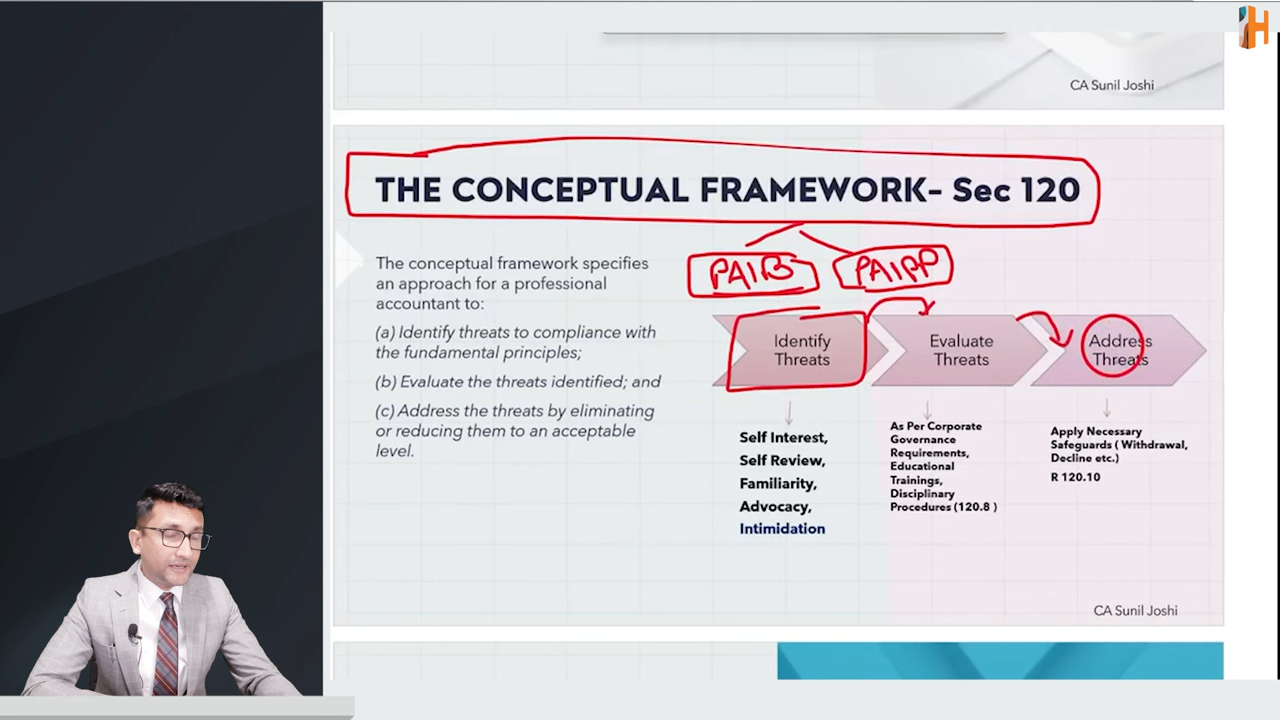 H
CA Sunil Joshi
THE CONCEPTUAL FRAMEWORK- Sec 120
PAIB PAIPP
The conceptual framework specifies
an approach for a professional
accountant to:
(a) Identify threats to compliance with
the fundamental principles;
(b) Evaluate the threats identified; and
(c) Address the threats by eliminating
or reducing them to an acceptable
level.
Identify
Threats
Evaluate
Threats
Address
Threats
Self Interest,
Self Review,
Familiarity,
Advocacy,
Intimidation
As Per Corporate
Governance
Requirements,
Educational
Trainings,
Disciplinary
Procedures (120.8 )
Apply Necessary
Safeguards ( Withdrawal,
Decline etc.)
R 120.10
CA Sunil Joshi